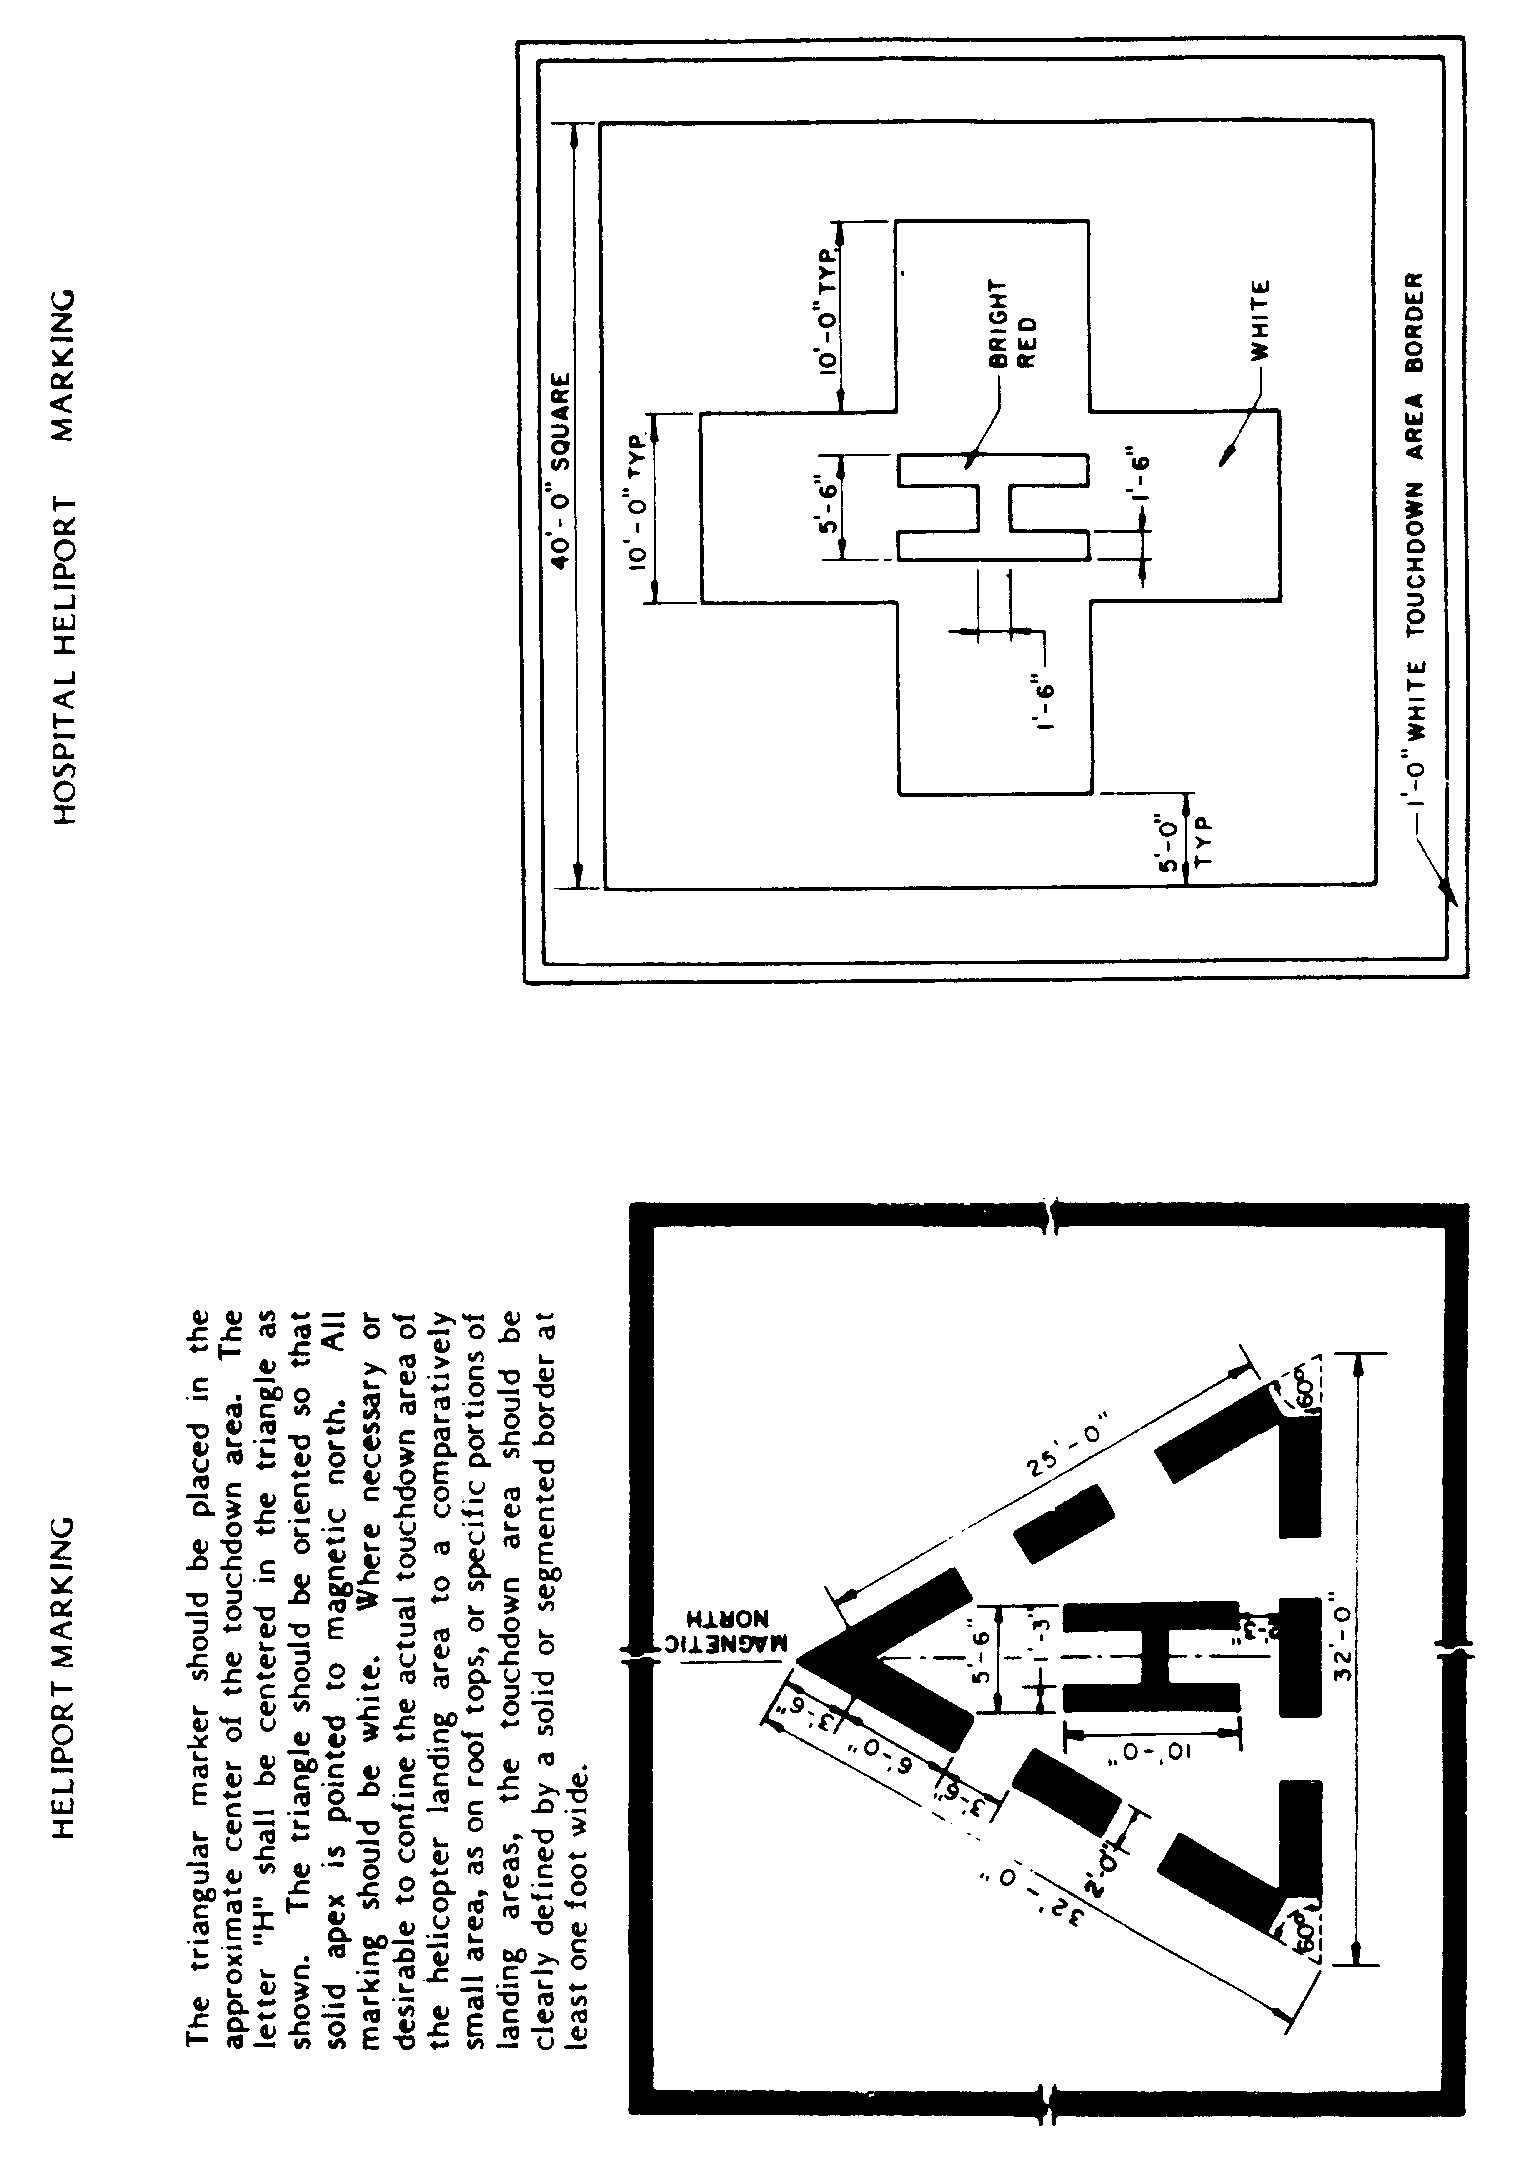 HELIPORT MARKING
The triangular marker should be placed in the
approximate center of the touchdown area. The
letter "H" shall be centered in the triangle as
shown. The triangle should be oriented so that
solid apex is pointed to magnetic north. All
marking should be white. Where necessary or
desirable to confine the actual touchdown area of
the helicopter landing area to a comparatively
small area, as on roof tops, or specific portions of
landing areas, the touchdown area should be
clearly defined by a solid or segmented border at
least one foot wide.
MAGNETIC
NORTH
3'-6"
6'-0"
3'-6"
32'-0"
2'-0"
25'-0"
5'-6"
1'-3"
10'-0"
60°
60°
32'-0"
HOSPITAL HELIPORT MARKING
40'-0" SQUARE
10'-0" TYP.
10'-0" TYP.
5'-6"
BRIGHT
RED
1'-6"
1'-6"
5'-0"
TYP
WHITE
1'-0" WHITE TOUCHDOWN AREA BORDER